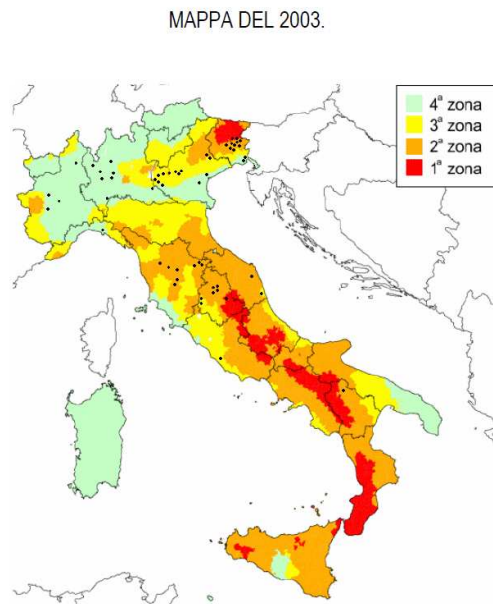 MAPPA DEL 2003.
4ª zona
3ª zona
2ª zona
1ª zona